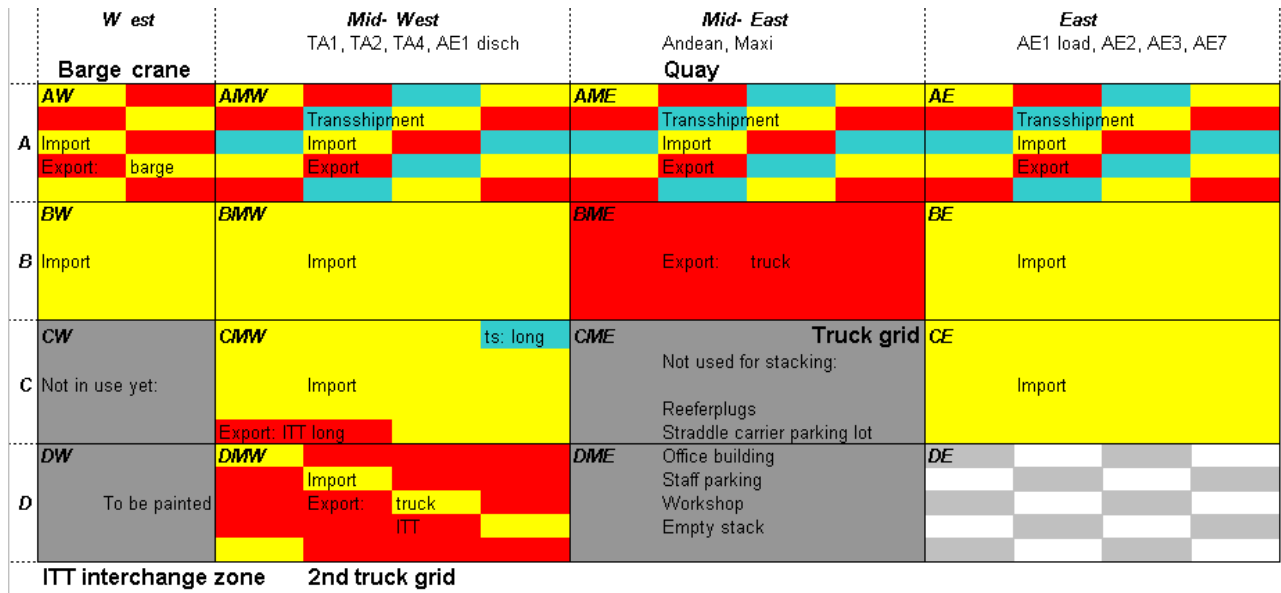 W est Mid- West Mid- East East
TA1, TA2, TA4, AE1 disch Andean, Maxi AE1 load, AE2, AE3, AE7
Barge crane Quay
AW AMW AME AE
Transshipment Transshipment Transshipment
A Import Import Import Import
Export: barge Export Export Export
BW BMW BME BE
B Import Import Export: truck Import
CW CMW ts: long CME Truck grid CE
Not used for stacking:
C Not in use yet: Import Import
Reeferplugs
Export: ITT long Straddle carrier parking lot
DW DMW DME Office building DE
Import Staff parking
D To be painted Export: truck Workshop
ITT Empty stack
ITT interchange zone 2nd truck grid